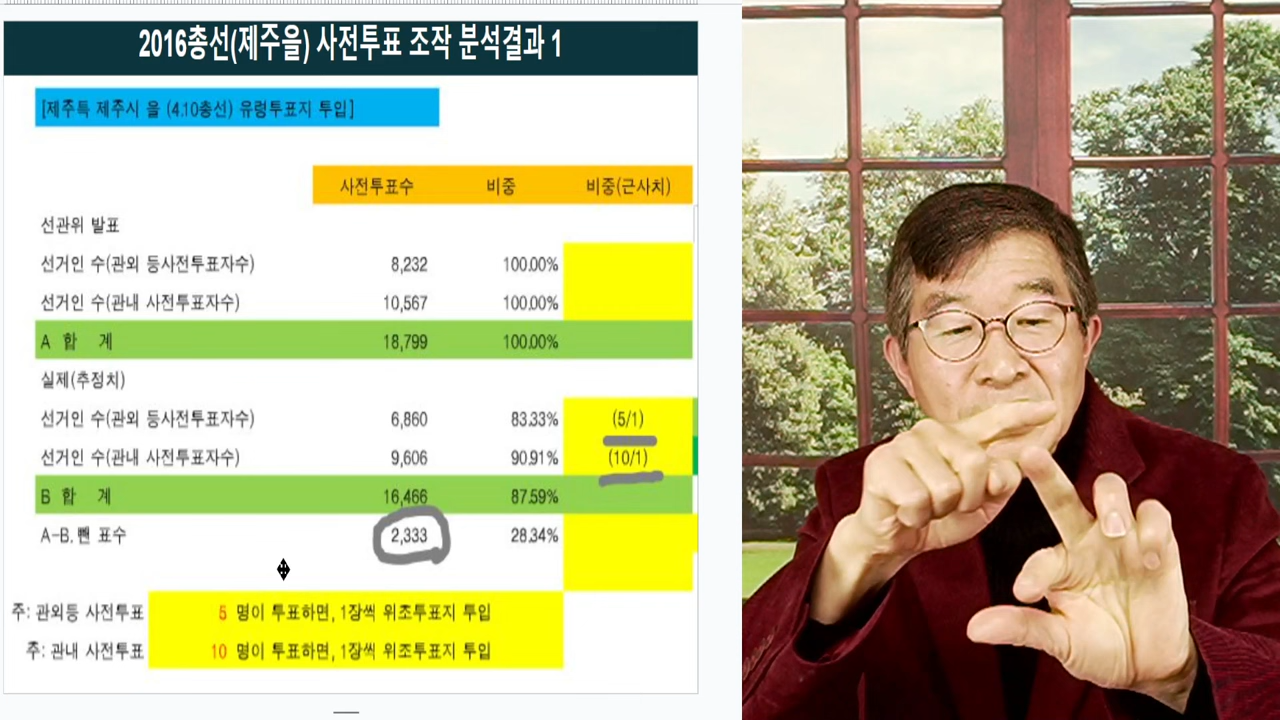 2016총선(제주을) 사전투표 조작 분석결과 1
[제주특 제주시 을 (4.10총선) 유령투표지 투입]
사전투표수 비중 비중(근사치)
선관위 발표
선거인 수(관외 등사전투표자수) 8,232 100.00%
선거인 수(관내 사전투표자수) 10,567 100.00%
A 합 계 18,799 100.00%
실제(추정치)
선거인 수(관외 등사전투표자수) 6,860 83.33% (5/1)
선거인 수(관내 사전투표자수) 9,606 90.91% (10/1)
B 합 계 16,466 87.59%
A-B, 뺀 표수 2,333 28.34%
주: 관외등 사전투표 5 명이 투표하면, 1장씩 위조투표지 투입
주: 관내 사전투표 10 명이 투표하면, 1장씩 위조투표지 투입